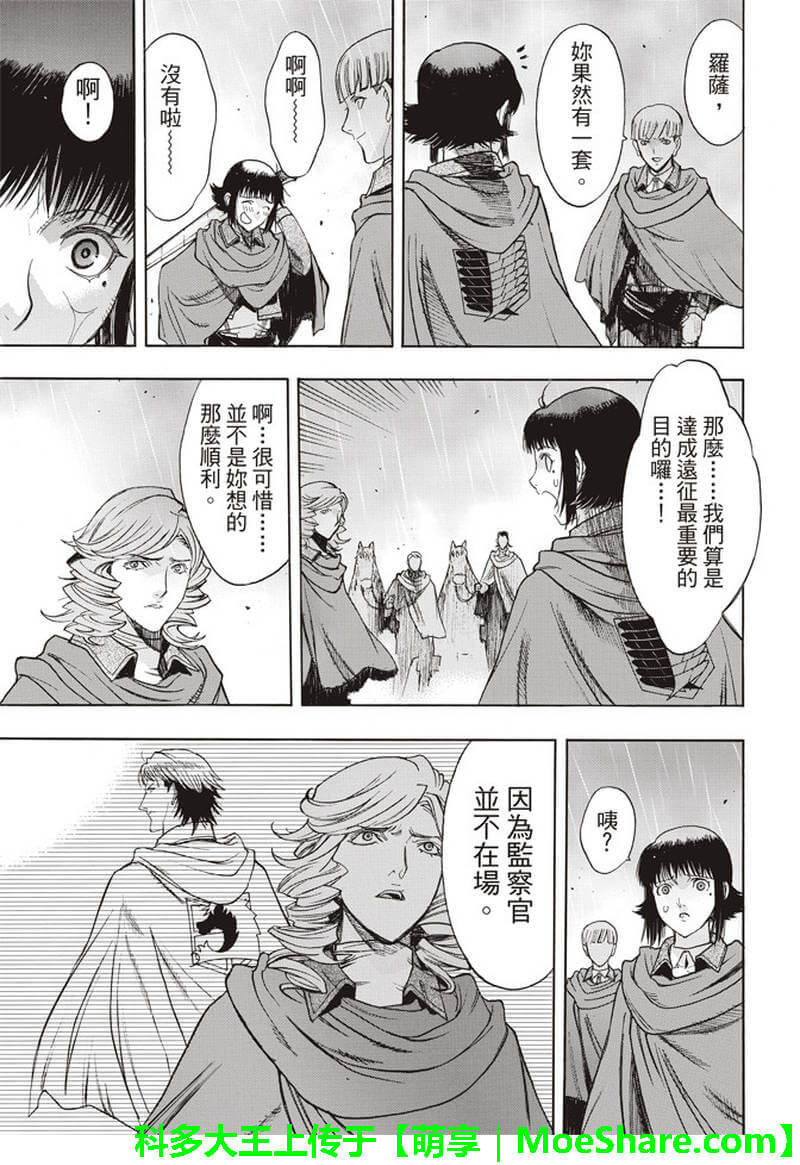 羅薩，
妳果然有一套。
啊啊～～～
沒有啦～～～
啊！
那麼……我們算是
達成遠征最重要的
目的囉…！
啊…很可惜……
並不是妳想的
那麼順利。
咦？
因為監察官
並不在場。
科多大王上传于【萌享 | MoeShare.com】